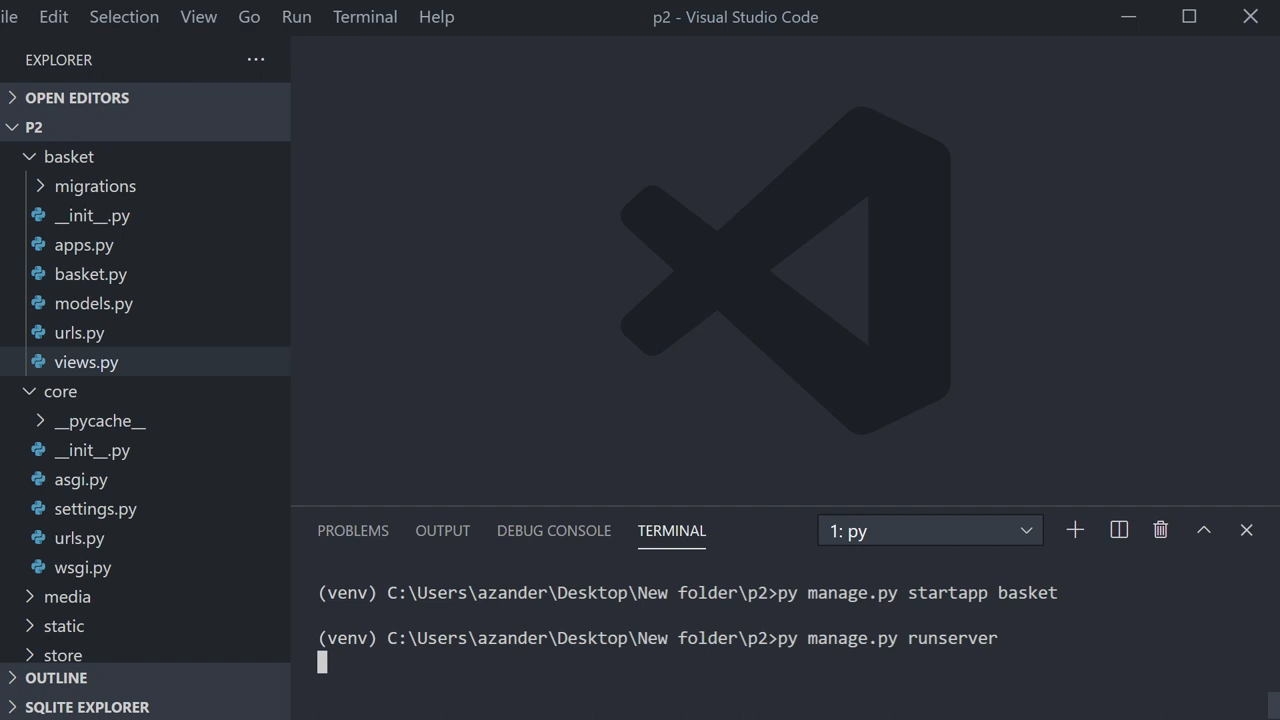 ile Edit Selection View Go Run Terminal Help p2 - Visual Studio Code
EXPLORER
OPEN EDITORS
P2
basket
migrations
__init__.py
apps.py
basket.py
models.py
urls.py
views.py
core
__pycache__
__init__.py
asgi.py
settings.py
urls.py
wsgi.py
media
static
store
OUTLINE
SQLITE EXPLORER
PROBLEMS OUTPUT DEBUG CONSOLE TERMINAL 1: py
(venv) C:\Users\azander\Desktop\New folder\p2>py manage.py startapp basket
(venv) C:\Users\azander\Desktop\New folder\p2>py manage.py runserver